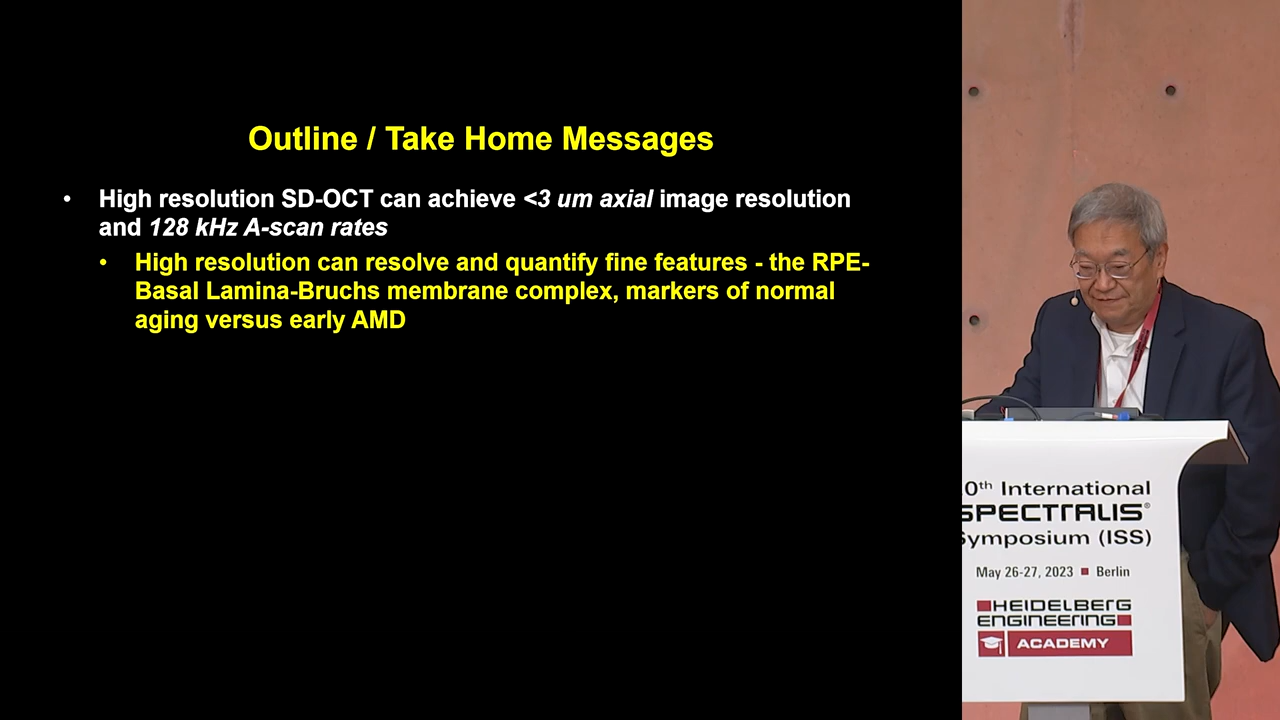 Outline / Take Home Messages
• High resolution SD-OCT can achieve <3 um axial image resolution
and 128 kHz A-scan rates
• High resolution can resolve and quantify fine features - the RPE-
Basal Lamina-Bruchs membrane complex, markers of normal
aging versus early AMD
0th International
SPECTRALIS®
Symposium (ISS)
May 26-27, 2023 ■ Berlin
HEIDELBERG
ENGINEERING
ACADEMY